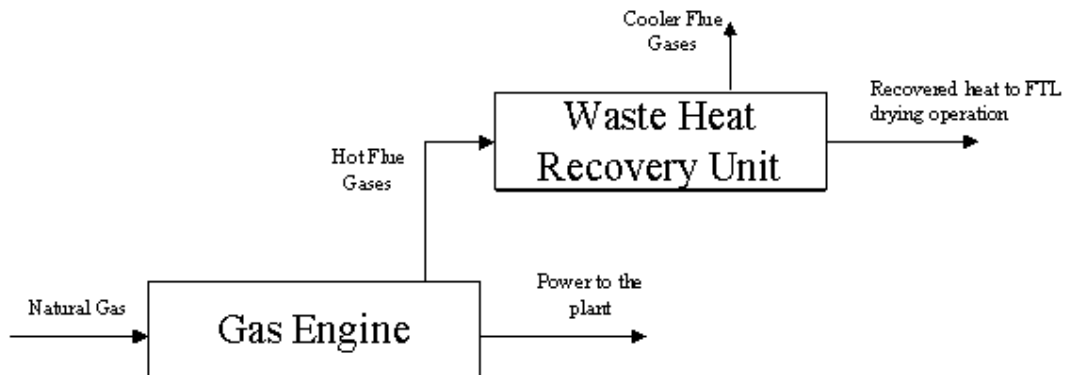 Cooler Flue
Gases
Recovered heat to FTL
drying operation
Waste Heat
Recovery Unit
Hot Flue
Gases
Power to the
plant
Natural Gas
Gas Engine